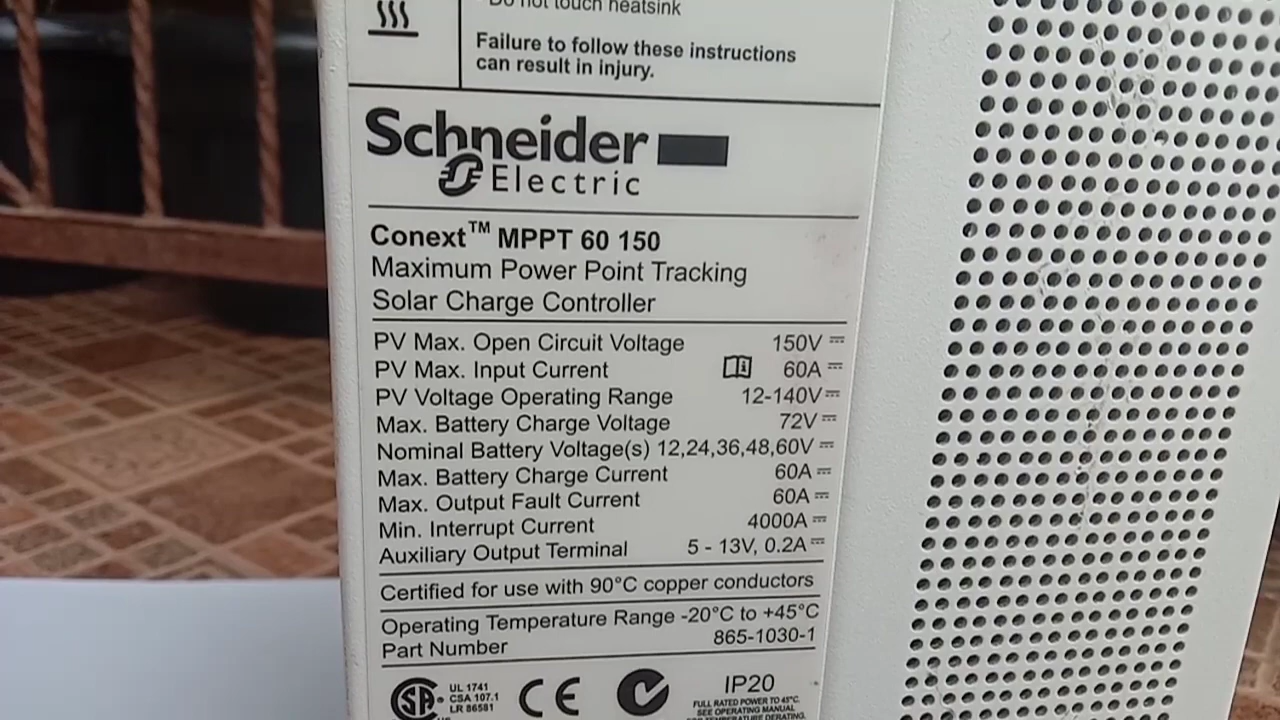 Do not touch heatsink
Failure to follow these instructions
can result in injury.
Schneider
Electric
Conext™ MPPT 60 150
Maximum Power Point Tracking
Solar Charge Controller
PV Max. Open Circuit Voltage 150V ⎓
PV Max. Input Current 60A ⎓
PV Voltage Operating Range 12-140V ⎓
Max. Battery Charge Voltage 72V ⎓
Nominal Battery Voltage(s) 12,24,36,48,60V ⎓
Max. Battery Charge Current 60A ⎓
Max. Output Fault Current 60A ⎓
Min. Interrupt Current 4000A ⎓
Auxiliary Output Terminal 5 - 13V, 0.2A ⎓
Certified for use with 90°C copper conductors
Operating Temperature Range -20°C to +45°C
Part Number 865-1030-1
SA UL 1741
CSA 107.1
LR 86581
CE
IP20
FULL RATED POWER TO 45°C.
SEE OPERATING MANUAL
FOR TEMPERATURE DERATING.